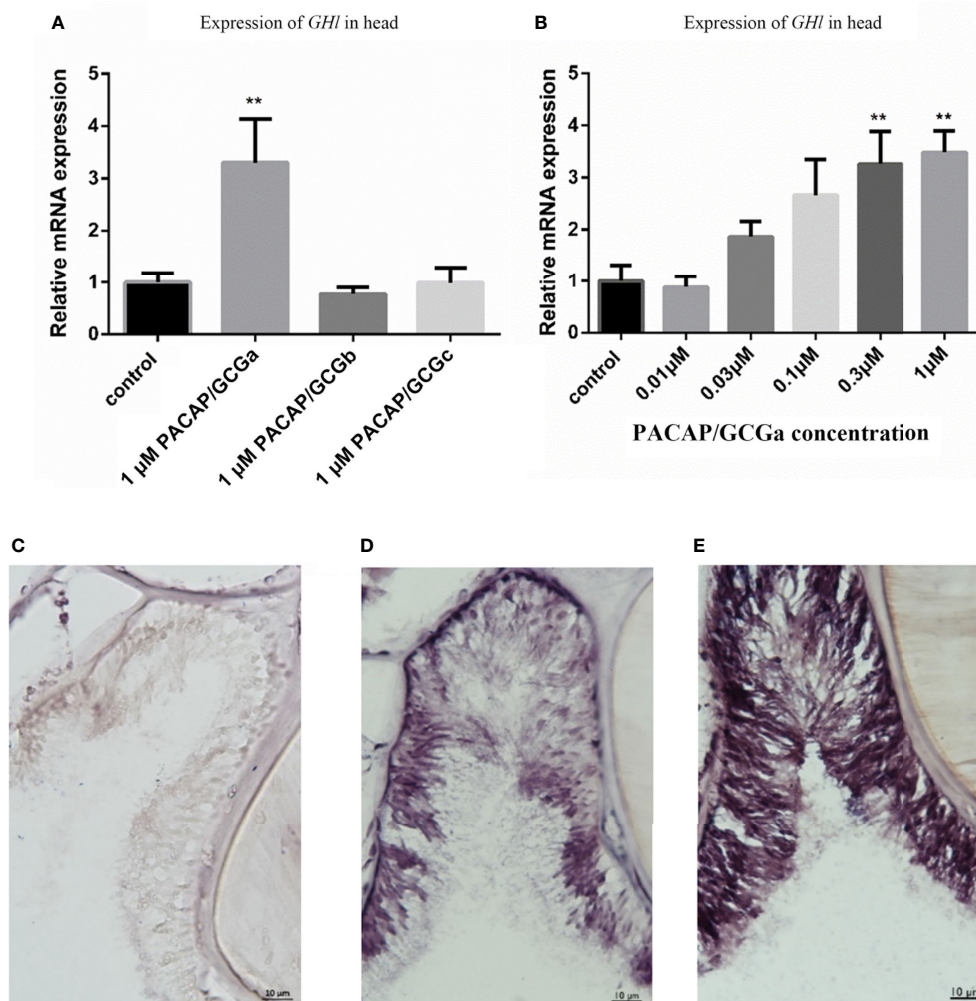 A
Expression of GHl in head
Relative mRNA expression
5
4
3
2
1
0
**
control
1 µM PACAP/GCGa
1 µM PACAP/GCGb
1 µM PACAP/GCGc
B
Expression of GHl in head
Relative mRNA expression
5
4
3
2
1
0
**
**
control
0.01µM
0.03µM
0.1µM
0.3µM
1µM
PACAP/GCGa concentration
C
D
E
10 µm
10 µm
10 µm